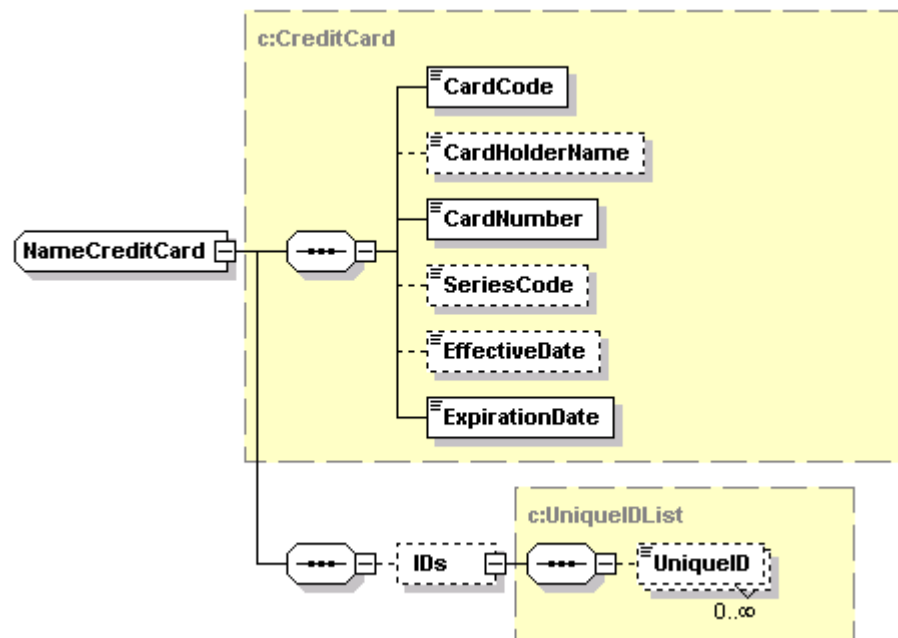 c:CreditCard
CardCode
CardHolderName
CardNumber
NameCreditCard
SeriesCode
EffectiveDate
ExpirationDate
c:UniqueIDList
IDs
UniqueID
0..∞